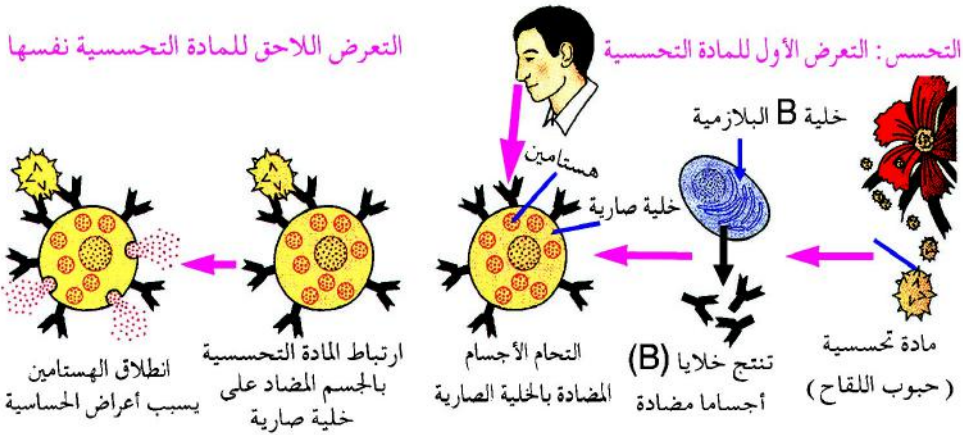 التحسس: التعرض الأول للمادة التحسسية
التعرض اللاحق للمادة التحسسية نفسها
خلية B البلازمية
هستامين
خلية صارية
مادة تحسسية
(حبوب اللقاح)
تنتج خلايا (B)
أجساما مضادة
التحام الأجسام
المضادة بالخلية الصارية
ارتباط المادة التحسسية
بالجسم المضاد على
خلية صارية
انطلاق الهستامين
يسبب أعراض الحساسية